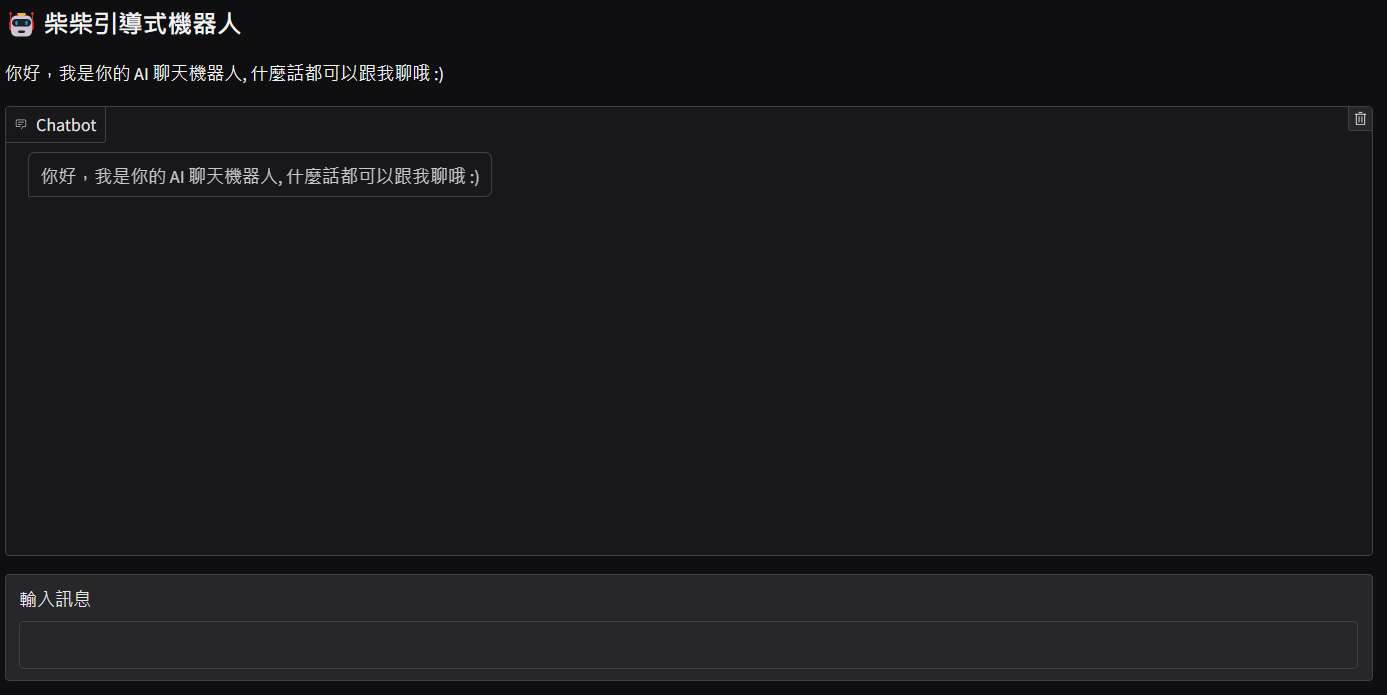 🤖 柴柴引導式機器人
你好，我是你的 AI 聊天機器人, 什麼話都可以跟我聊哦 :)
Chatbot
你好，我是你的 AI 聊天機器人, 什麼話都可以跟我聊哦 :)
輸入訊息